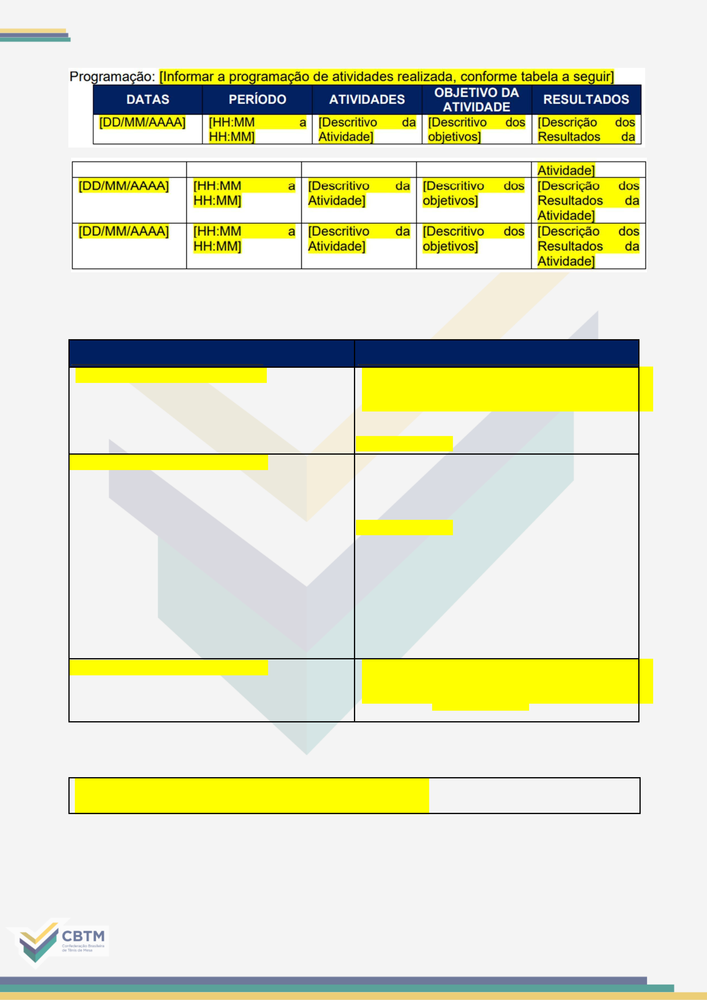 Programação: [Informar a programação de atividades realizada, conforme tabela a seguir]
DATAS PERÍODO ATIVIDADES OBJETIVO DA ATIVIDADE RESULTADOS
[DD/MM/AAAA] [HH:MM a [Descritivo da [Descritivo dos [Descrição dos
HH:MM] Atividade] objetivos] Resultados da
Atividade]
[DD/MM/AAAA] [HH:MM a [Descritivo da [Descritivo dos [Descrição dos
HH:MM] Atividade] objetivos] Resultados da
Atividade]
[DD/MM/AAAA] [HH:MM a [Descritivo da [Descritivo dos [Descrição dos
HH:MM] Atividade] objetivos] Resultados da
Atividade]
CBTM
Confederação Brasileira
de Tênis de Mesa